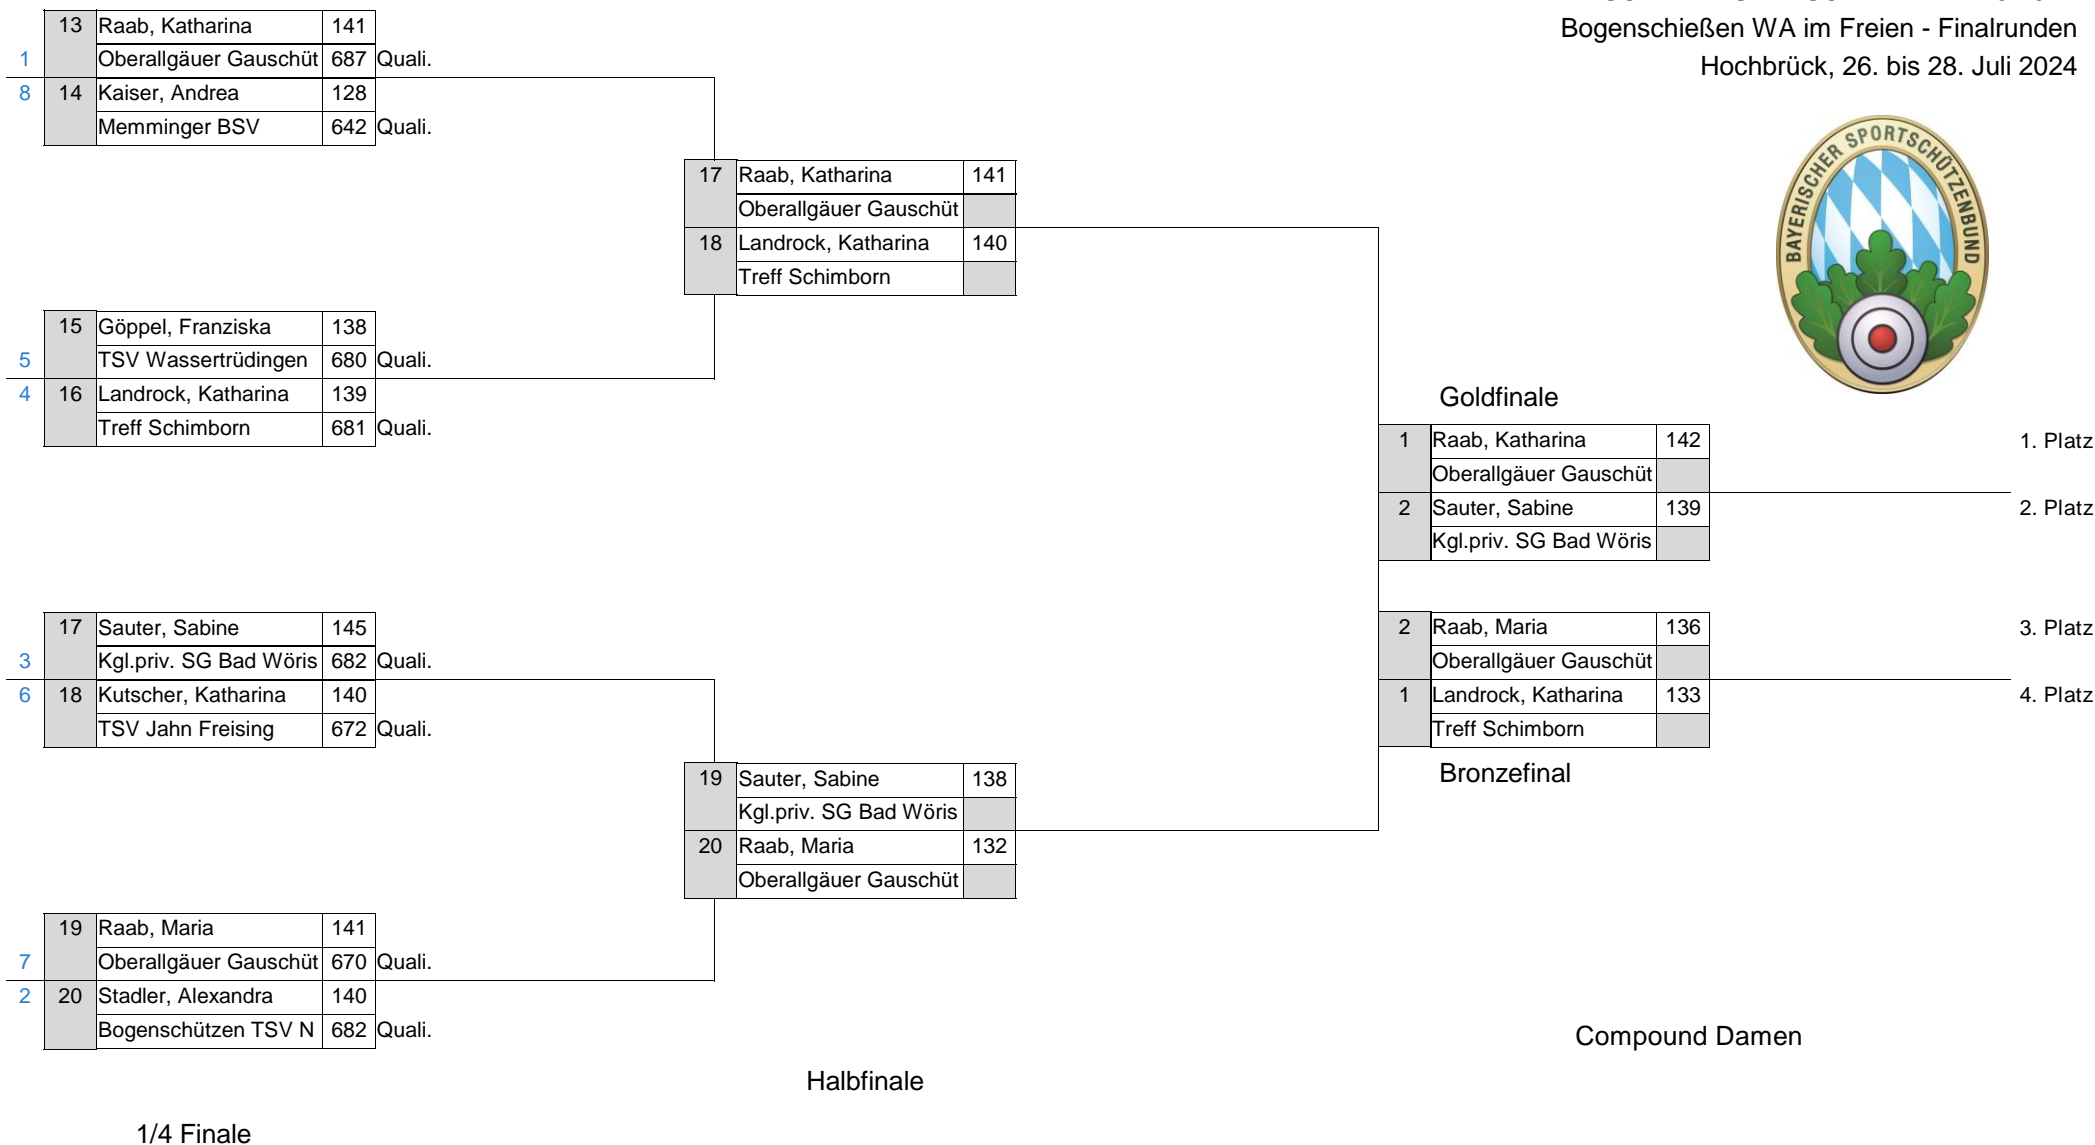 Bogenschießen WA im Freien - Finalrunden
Hochbrück, 26. bis 28. Juli 2024
BAYERISCHER SPORTSCHÜTZENBUND
13 Raab, Katharina 141
1 Oberallgäuer Gauschüt 687 Quali.
8 14 Kaiser, Andrea 128
Memminger BSV 642 Quali.
15 Göppel, Franziska 138
5 TSV Wassertrüdingen 680 Quali.
4 16 Landrock, Katharina 139
Treff Schimborn 681 Quali.
17 Sauter, Sabine 145
3 Kgl.priv. SG Bad Wöris 682 Quali.
6 18 Kutscher, Katharina 140
TSV Jahn Freising 672 Quali.
19 Raab, Maria 141
7 Oberallgäuer Gauschüt 670 Quali.
2 20 Stadler, Alexandra 140
Bogenschützen TSV N 682 Quali.
1/4 Finale
17 Raab, Katharina 141
Oberallgäuer Gauschüt
18 Landrock, Katharina 140
Treff Schimborn
19 Sauter, Sabine 138
Kgl.priv. SG Bad Wöris
20 Raab, Maria 132
Oberallgäuer Gauschüt
Halbfinale
Goldfinale
1 Raab, Katharina 142 1. Platz
Oberallgäuer Gauschüt
2 Sauter, Sabine 139 2. Platz
Kgl.priv. SG Bad Wöris
2 Raab, Maria 136 3. Platz
Oberallgäuer Gauschüt
1 Landrock, Katharina 133 4. Platz
Treff Schimborn
Bronzefinal
Compound Damen